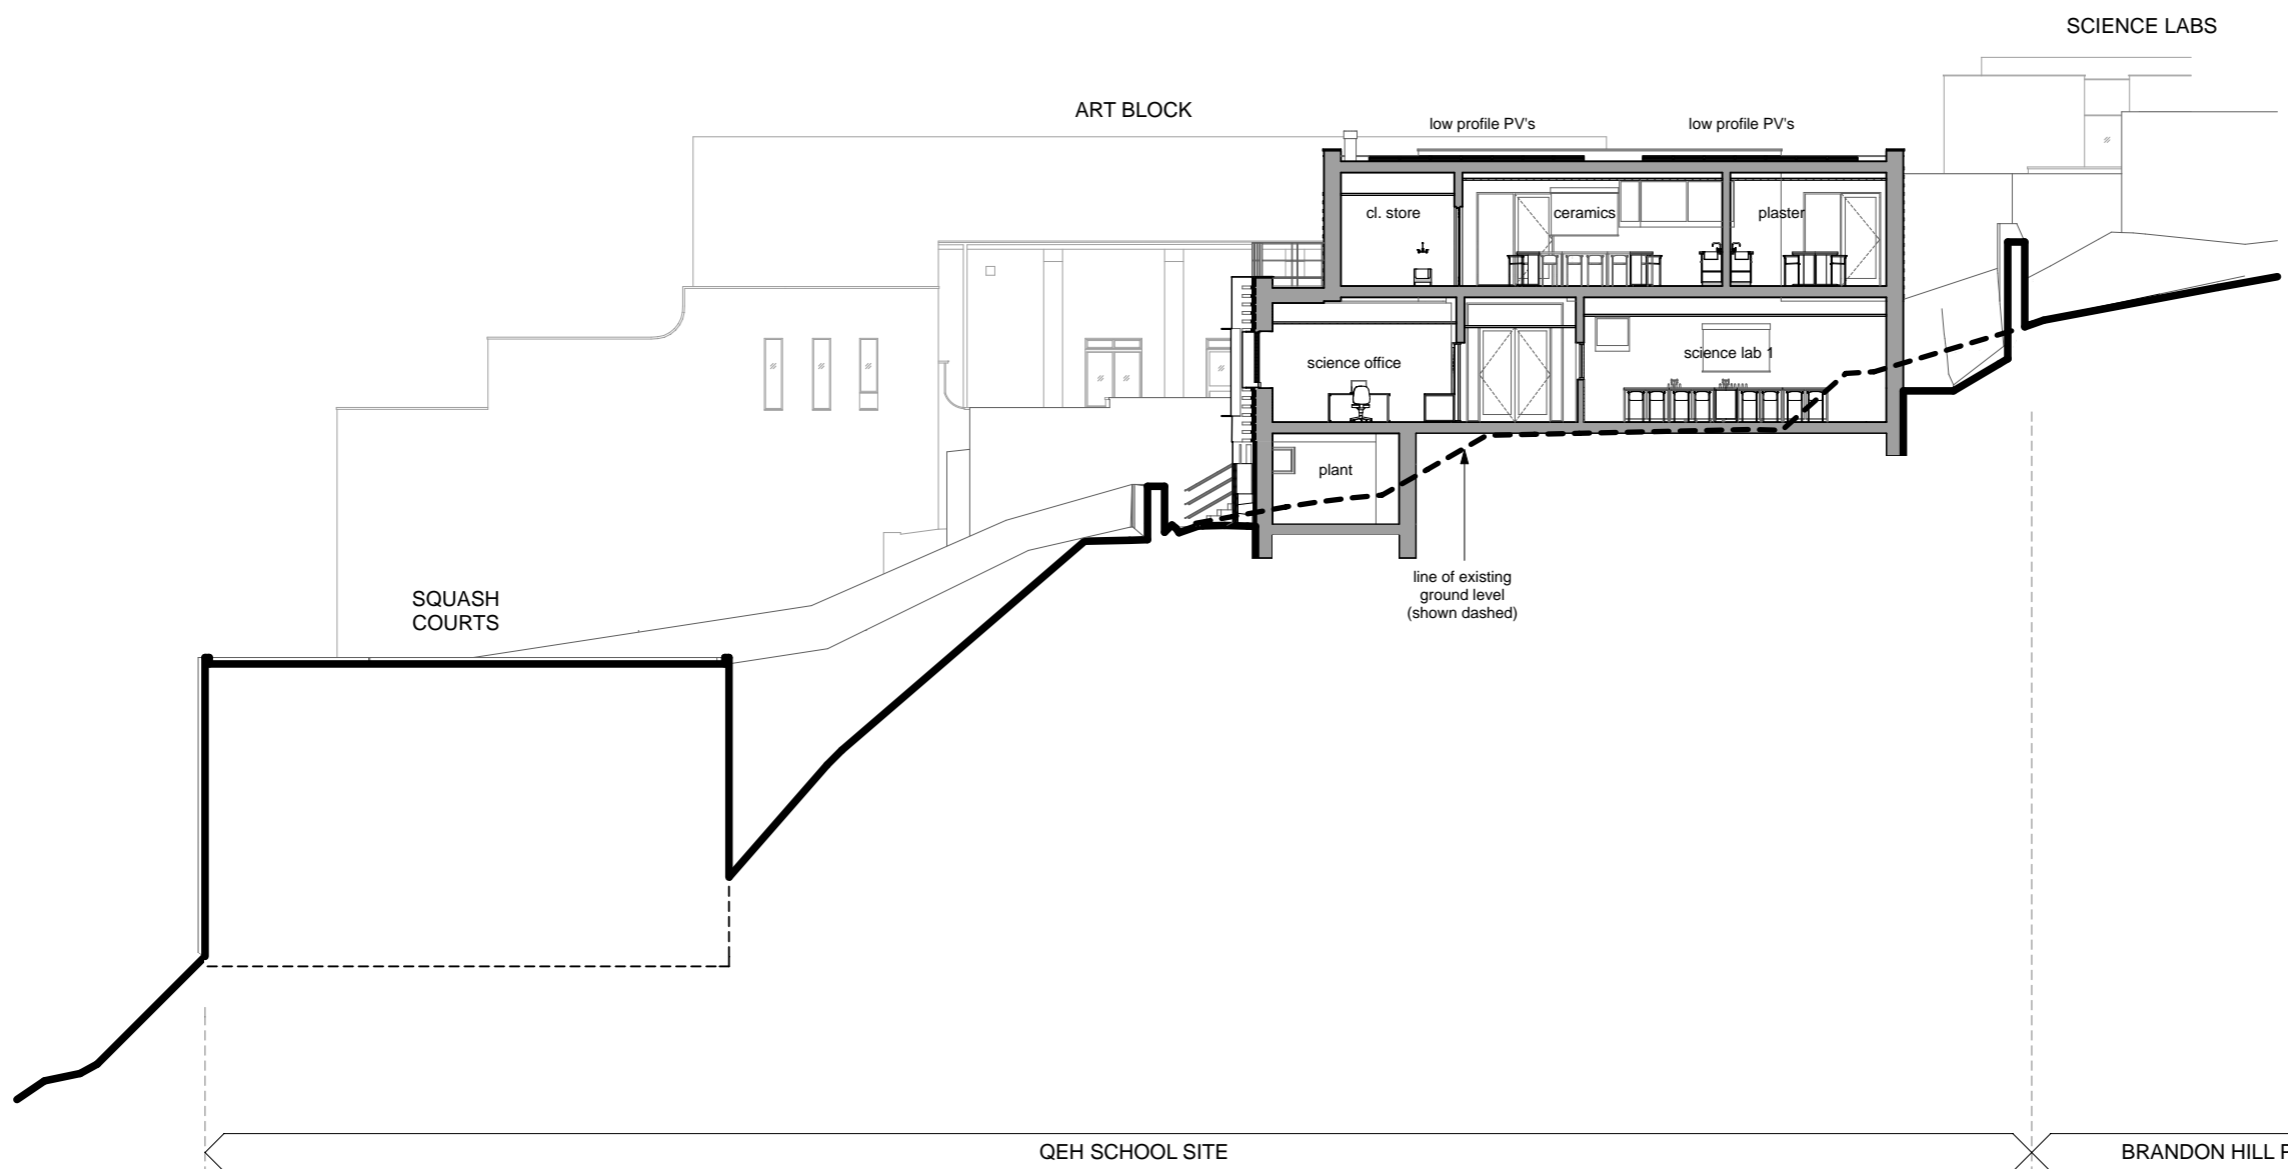 SCIENCE LABS
ART BLOCK
low profile PV's
low profile PV's
cl. store
ceramics
plaster
science office
science lab 1
plant
line of existing
ground level
(shown dashed)
SQUASH
COURTS
QEH SCHOOL SITE
BRANDON HILL